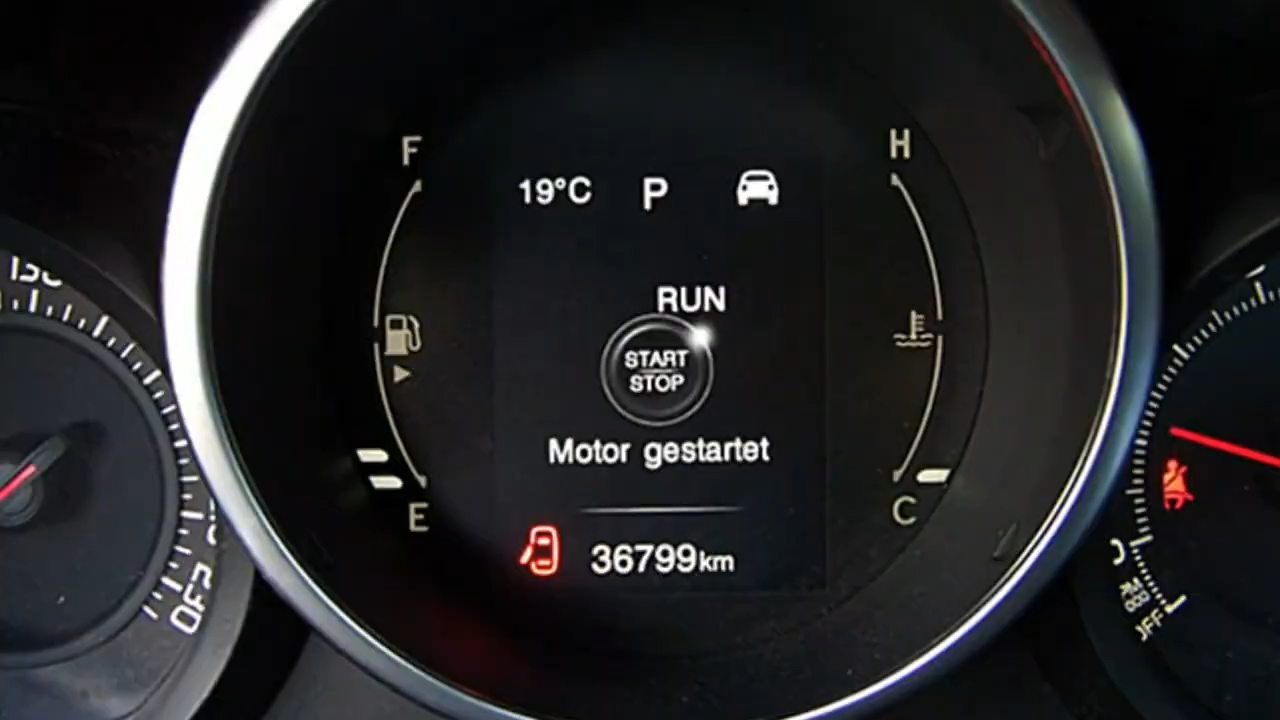 F
H
19°C P
RUN
START
STOP
Motor gestartet
E
C
36799km